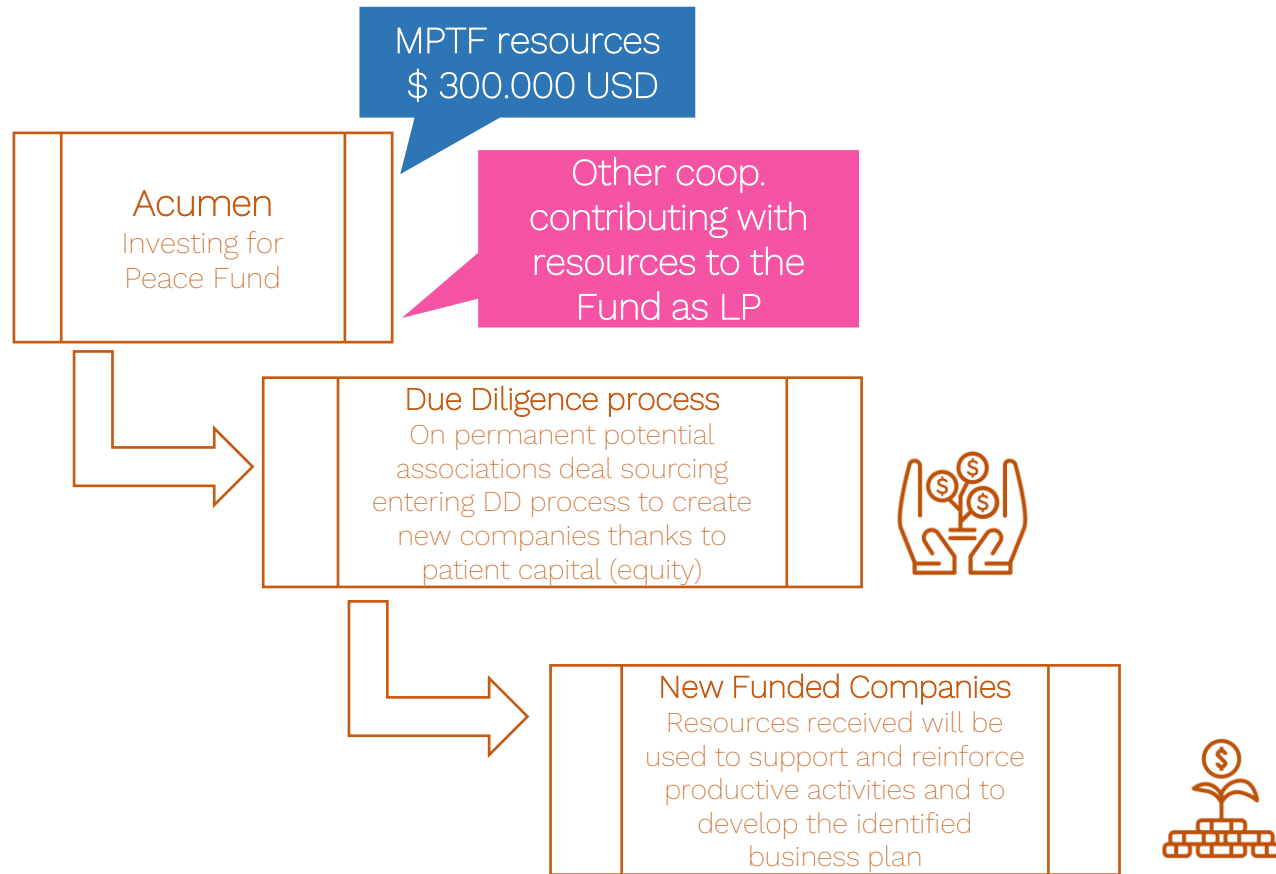 MPTF resources
$ 300.000 USD
Acumen
Investing for
Peace Fund
Other coop.
contributing with
resources to the
Fund as LP
Due Diligence process
On permanent potential
associations deal sourcing
entering DD process to create
new companies thanks to
patient capital (equity)
$
$
$
New Funded Companies
Resources received will be
used to support and reinforce
productive activities and to
develop the identified
business plan
$